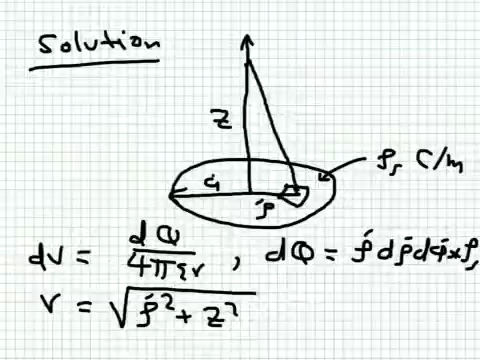 Solution
z
ρₛ C/m
a
ρ́
dV = dQ / 4πεr , dQ = ρ́ dρ́ dφ́ × ρₛ
r = √(ρ́² + z²)